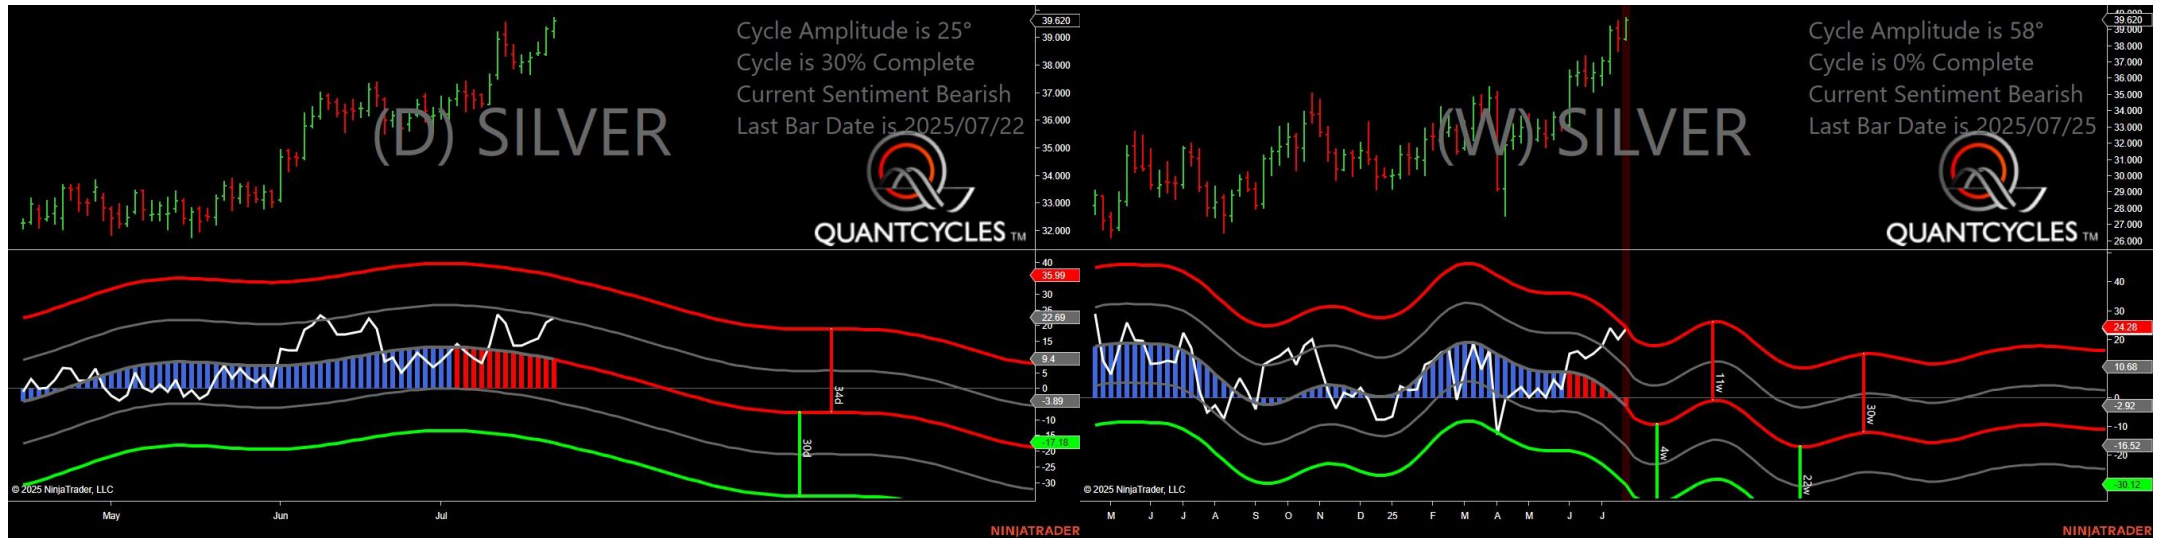 39.620
39.000
38.000
37.000
36.000
35.000
34.000
33.000
32.000
Cycle Amplitude is 25°
Cycle is 30% Complete
Current Sentiment Bearish
Last Bar Date is 2025/07/22
(D) SILVER
QUANTCYCLES TM
40
35.99
30
22.69
20
15
9.4
5
0
-3.89
-10
-17.18
-20
-25
-30
34d
30d
© 2025 NinjaTrader, LLC
May
Jun
Jul
NINJATRADER
39.620
39.000
38.000
37.000
36.000
35.000
34.000
33.000
32.000
31.000
30.000
29.000
28.000
27.000
26.000
Cycle Amplitude is 58°
Cycle is 0% Complete
Current Sentiment Bearish
Last Bar Date is 2025/07/25
(W) SILVER
QUANTCYCLES TM
40
30
24.28
20
10.68
0
-2.92
-10
-16.52
-20
-30.12
11w
30w
4w
22w
© 2025 NinjaTrader, LLC
M
J
J
A
S
O
N
D
25
F
M
A
M
J
J
NINJATRADER